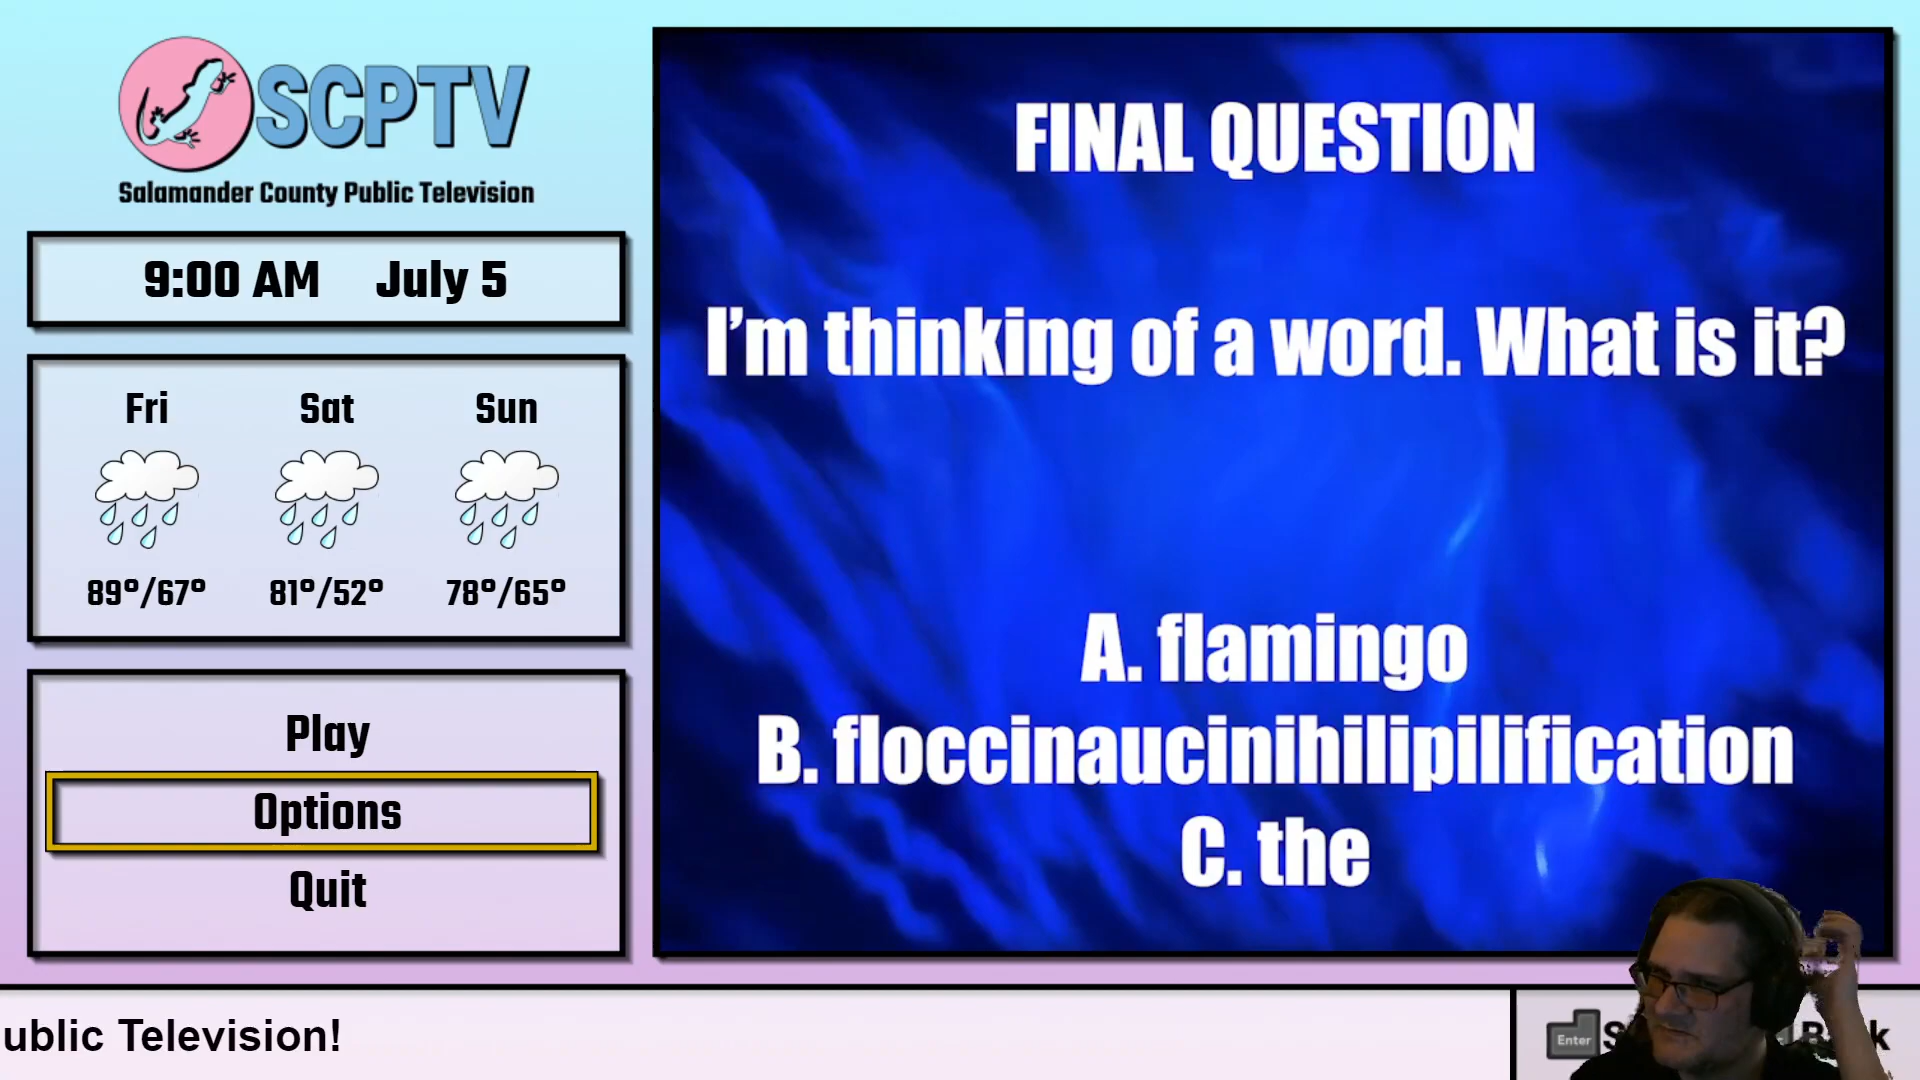 SCPTV
Salamander County Public Television
9:00 AM July 5
Fri Sat Sun
89°/67° 81°/52° 78°/65°
Play
Options
Quit
FINAL QUESTION
I'm thinking of a word. What is it?
A. flamingo
B. floccinaucinihilipilification
C. the
ublic Television!
Enter